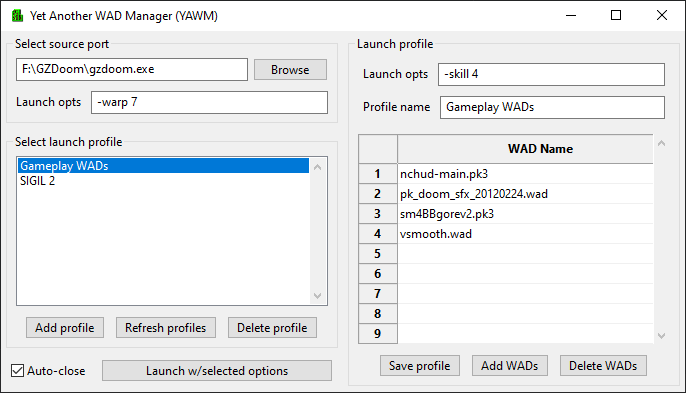 Yet Another WAD Manager (YAWM)
Select source port
F:\GZDoom\gzdoom.exe
Browse
Launch opts
-warp 7
Select launch profile
Gameplay WADs
SIGIL 2
Add profile
Refresh profiles
Delete profile
Auto-close
Launch w/selected options
Launch profile
Launch opts
-skill 4
Profile name
Gameplay WADs
WAD Name
1 nchud-main.pk3
2 pk_doom_sfx_20120224.wad
3 sm4BBgorev2.pk3
4 vsmooth.wad
5
6
7
8
9
Save profile
Add WADs
Delete WADs